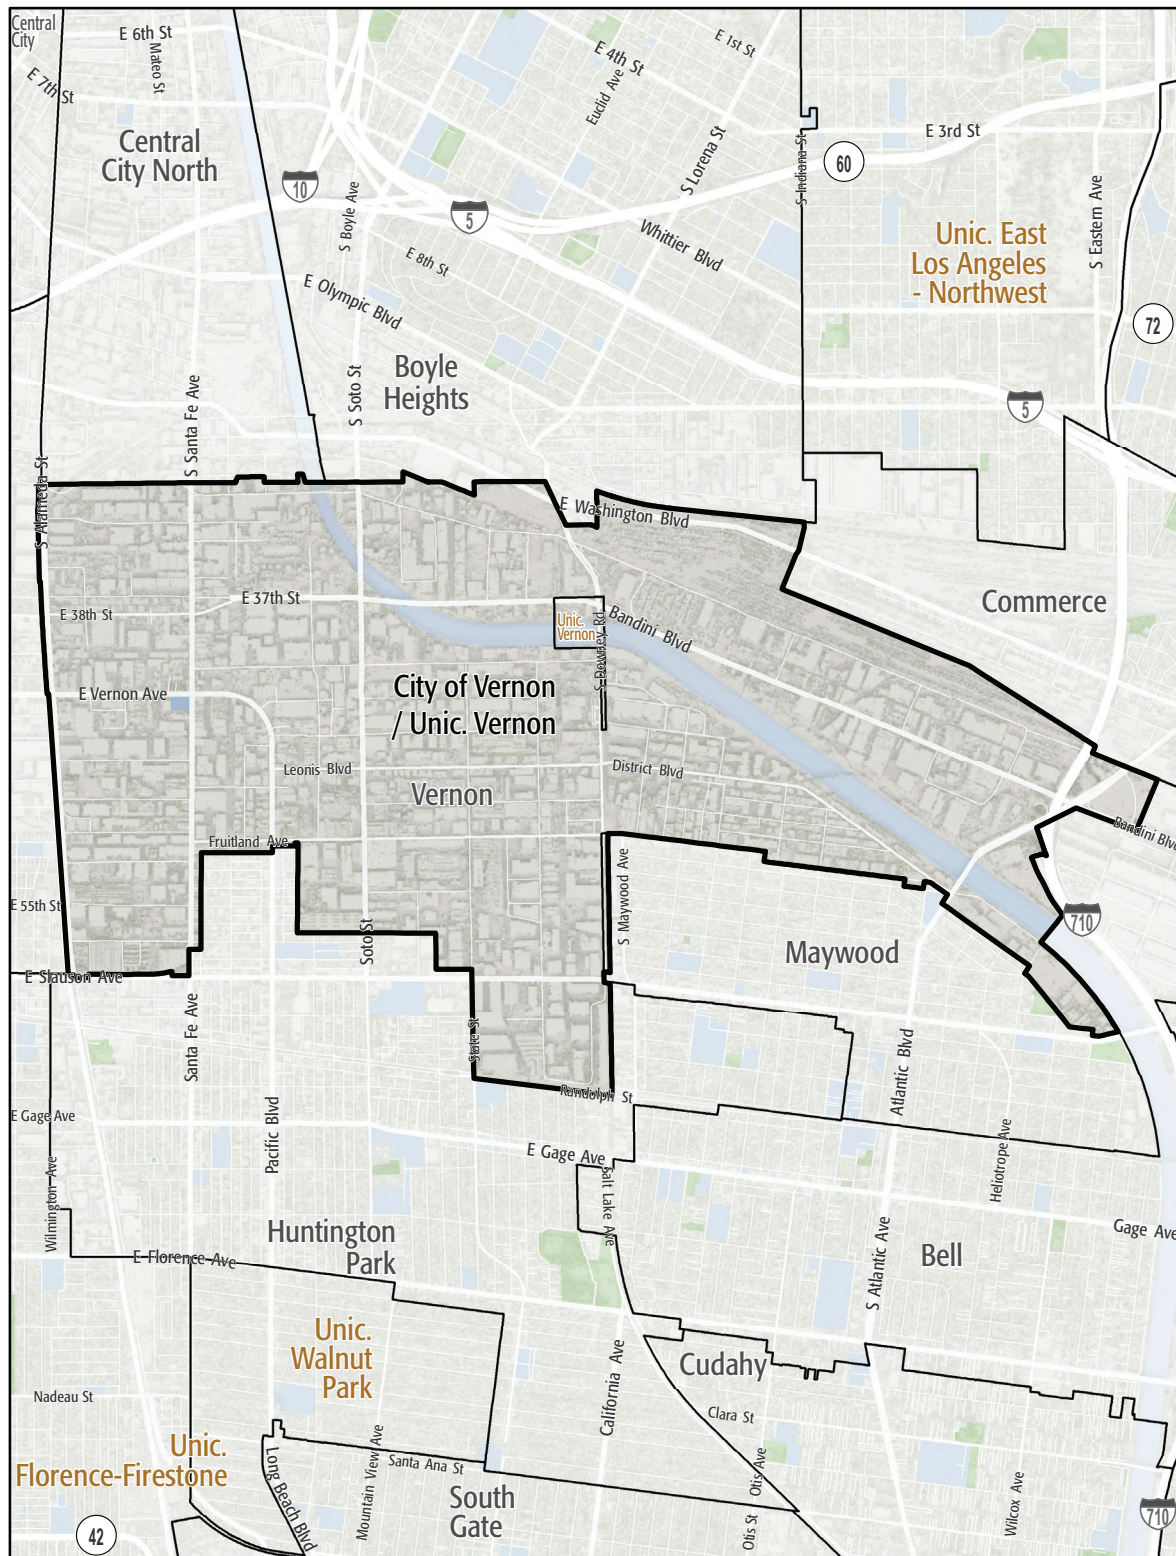 Central
City
E 6th St
Mateo St
E 7th St
E 4th St
E 1st St
Euclid Ave
Central
City North
S Lorena St
S Indiana St
E 3rd St
60
10
5
S Boyle Ave
Whittier Blvd
S Eastern Ave
Unic. East
Los Angeles
- Northwest
E 8th St
E Olympic Blvd
72
Boyle
Heights
S Soto St
S Santa Fe Ave
5
S Alameda St
E Washington Blvd
Commerce
E 37th St
E 38th St
Unic.
Vernon
Bandini Blvd
S Downey Rd
City of Vernon
/ Unic. Vernon
E Vernon Ave
Leonis Blvd
District Blvd
Vernon
Fruitland Ave
Bandini Blvd
E 55th St
S Maywood Ave
710
Soto St
Maywood
E Slauson Ave
Santa Fe Ave
State St
Atlantic Blvd
Randolph St
E Gage Ave
Pacific Blvd
E Gage Ave
Heliotrope Ave
Wilmington Ave
Salt Lake Ave
Gage Ave
Huntington
Park
Bell
E Florence Ave
S Atlantic Ave
Unic.
Walnut
Park
California Ave
Cudahy
Nadeau St
Clara St
Unic.
Florence-Firestone
Long Beach Blvd
Mountain View Ave
Santa Ana St
Otis Ave
South
Gate
Otis St
Wilcox Ave
710
42